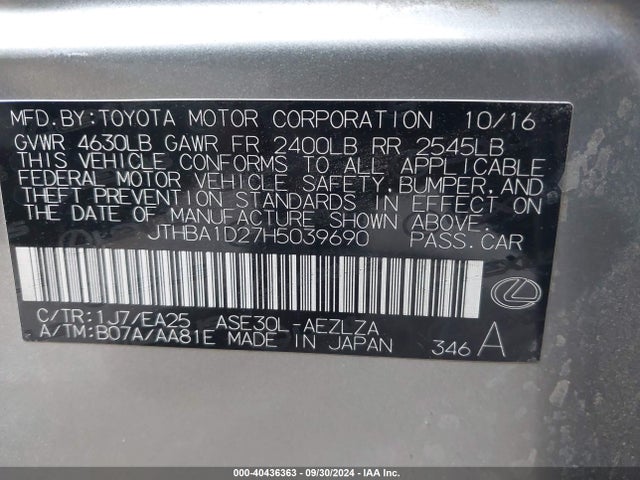 MFD.BY:TOYOTA MOTOR CORPORATION 10/16
GVWR 4630LB GAWR FR 2400LB RR 2545LB
THIS VEHICLE CONFORMS TO ALL APPLICABLE
FEDERAL MOTOR VEHICLE SAFETY,BUMPER,AND
THEFT PREVENTION STANDARDS IN EFFECT ON
THE DATE OF MANUFACTURE SHOWN ABOVE.
JTHBA1D27H5039690 PASS.CAR
C/TR:1J7/EA25 ASE30L-AEZLZA
A/TM:B07A/AA81E MADE IN JAPAN 346 A
000-40436363 - 09/30/2024 - IAA Inc.